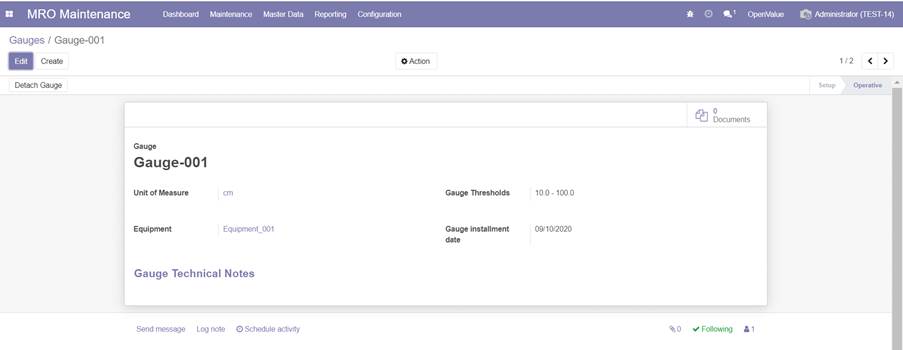 MRO Maintenance Dashboard Maintenance Master Data Reporting Configuration 1 OpenValue Administrator (TEST-14)
Gauges / Gauge-001
Edit Create Action 1 / 2
Detach Gauge Setup Operative
0
Documents
Gauge
Gauge-001
Unit of Measure cm Gauge Thresholds 10.0 - 100.0
Equipment Equipment_001 Gauge installment date 09/10/2020
Gauge Technical Notes
Send message Log note Schedule activity 0 Following 1